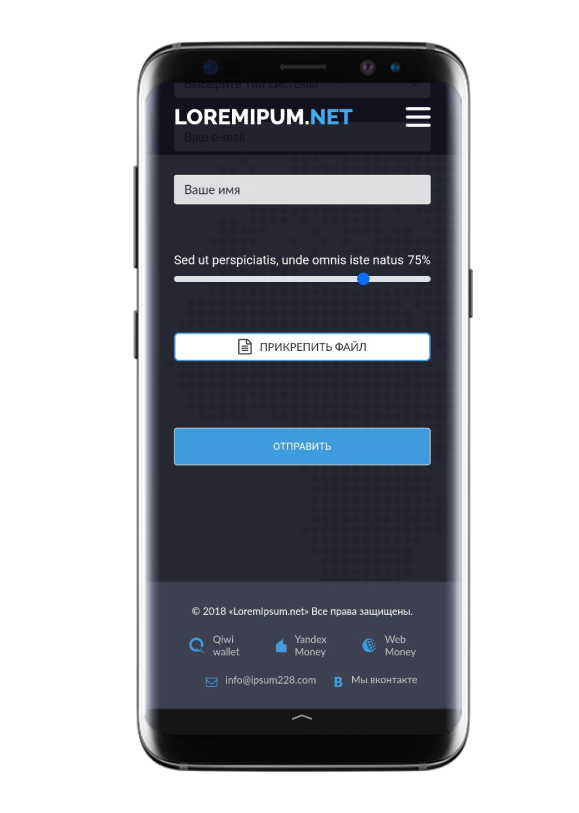 Выберите тип системы
LOREMIPUM.NET
Ваш e-mail
Ваше имя
Sed ut perspiciatis, unde omnis iste natus 75%
ПРИКРЕПИТЬ ФАЙЛ
ОТПРАВИТЬ
© 2018 «Loremlpsum.net» Все права защищены.
Qiwi wallet
Yandex Money
Web Money
info@ipsum228.com
Мы вконтакте